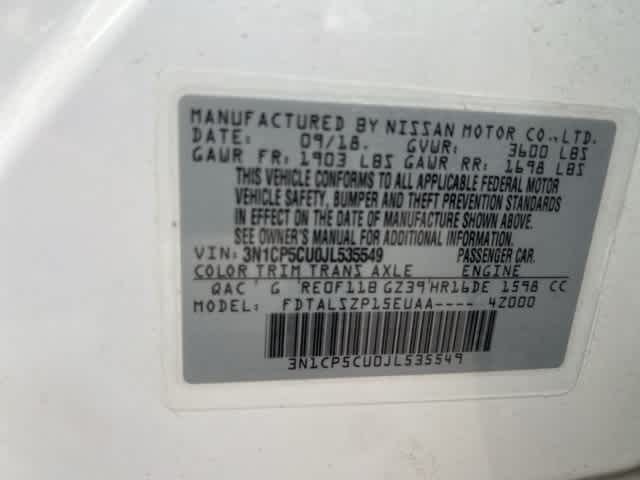 MANUFACTURED BY NISSAN MOTOR CO.,LTD.
DATE: 09/18. GVWR: 3600 LBS
GAWR FR: 1903 LBS GAWR RR: 1698 LBS
THIS VEHICLE CONFORMS TO ALL APPLICABLE FEDERAL MOTOR
VEHICLE SAFETY, BUMPER AND THEFT PREVENTION STANDARDS
IN EFFECT ON THE DATE OF MANUFACTURE SHOWN ABOVE.
SEE OWNER'S MANUAL FOR ADDITIONAL INFORMATION.
VIN: 3N1CP5CU0JL535549 PASSENGER CAR.
COLOR TRIM TRANS AXLE ENGINE
QAC G RE0F11B GZ39 HR16DE 1598 CC
MODEL: FDTALSZP15EUAA---- 4Z000
3N1CP5CU0JL535549